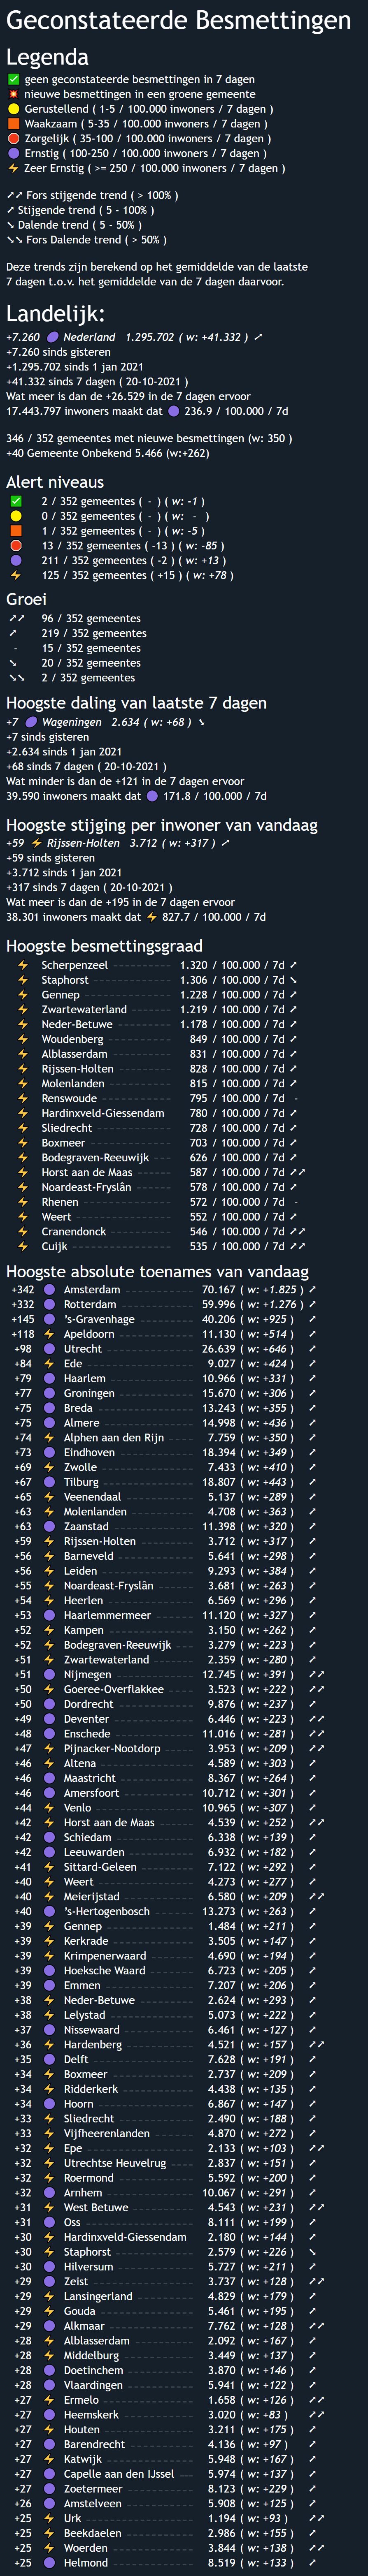 Geconstateerde Besmettingen
Legenda
✅ geen geconstateerde besmettingen in 7 dagen
💥 nieuwe besmettingen in een groene gemeente
🟡 Gerustellend ( 1-5 / 100.000 inwoners / 7 dagen )
🟧 Waakzaam ( 5-35 / 100.000 inwoners / 7 dagen )
Zorgelijk ( 35-100 / 100.000 inwoners / 7 dagen )
🟣 Ernstig ( 100-250 / 100.000 inwoners / 7 dagen )
⚡ Zeer Ernstig ( >= 250 / 100.000 inwoners / 7 dagen )
↗↗ Fors stijgende trend ( > 100% )
↗ Stijgende trend ( 5 - 100% )
↘ Dalende trend ( 5 - 50% )
↘↘ Fors Dalende trend ( > 50% )
Deze trends zijn berekend op het gemiddelde van de laatste
7 dagen t.o.v. het gemiddelde van de 7 dagen daarvoor.
Landelijk:
+7.260 🟣 Nederland 1.295.702 ( w: +41.332 ) ↗
+7.260 sinds gisteren
+1.295.702 sinds 1 jan 2021
+41.332 sinds 7 dagen ( 20-10-2021 )
Wat meer is dan de +26.529 in de 7 dagen ervoor
17.443.797 inwoners maakt dat 🟣 236.9 / 100.000 / 7d
346 / 352 gemeentes met nieuwe besmettingen (w: 350 )
+40 Gemeente Onbekend 5.466 (w:+262)
Alert niveaus
✅ 2 / 352 gemeentes ( - ) ( w: -1 )
🟡 0 / 352 gemeentes ( - ) ( w: - )
🟧 1 / 352 gemeentes ( - ) ( w: -5 )
13 / 352 gemeentes ( -13 ) ( w: -85 )
🟣 211 / 352 gemeentes ( -2 ) ( w: +13 )
⚡ 125 / 352 gemeentes ( +15 ) ( w: +78 )
Groei
↗↗ 96 / 352 gemeentes
↗ 219 / 352 gemeentes
- 15 / 352 gemeentes
↘ 20 / 352 gemeentes
↘↘ 2 / 352 gemeentes
Hoogste daling van laatste 7 dagen
+7 🟣 Wageningen 2.634 ( w: +68 ) ↘
+7 sinds gisteren
+2.634 sinds 1 jan 2021
+68 sinds 7 dagen ( 20-10-2021 )
Wat minder is dan de +121 in de 7 dagen ervoor
39.590 inwoners maakt dat 🟣 171.8 / 100.000 / 7d
Hoogste stijging per inwoner van vandaag
+59 ⚡ Rijssen-Holten 3.712 ( w: +317 ) ↗
+59 sinds gisteren
+3.712 sinds 1 jan 2021
+317 sinds 7 dagen ( 20-10-2021 )
Wat meer is dan de +195 in de 7 dagen ervoor
38.301 inwoners maakt dat ⚡ 827.7 / 100.000 / 7d
Hoogste besmettingsgraad
⚡ Scherpenzeel 1.320 / 100.000 / 7d ↗
⚡ Staphorst 1.306 / 100.000 / 7d ↘
⚡ Gennep 1.228 / 100.000 / 7d ↗
⚡ Zwartewaterland 1.219 / 100.000 / 7d ↗
⚡ Neder-Betuwe 1.178 / 100.000 / 7d ↗
⚡ Woudenberg 849 / 100.000 / 7d ↗
⚡ Alblasserdam 831 / 100.000 / 7d ↗
⚡ Rijssen-Holten 828 / 100.000 / 7d ↗
⚡ Molenlanden 815 / 100.000 / 7d ↗
⚡ Renswoude 795 / 100.000 / 7d -
⚡ Hardinxveld-Giessendam 780 / 100.000 / 7d ↗
⚡ Sliedrecht 728 / 100.000 / 7d ↗
⚡ Boxmeer 703 / 100.000 / 7d ↗
⚡ Bodegraven-Reeuwijk 626 / 100.000 / 7d ↗
⚡ Horst aan de Maas 587 / 100.000 / 7d ↗↗
⚡ Noardeast-Fryslân 578 / 100.000 / 7d ↗
⚡ Rhenen 572 / 100.000 / 7d -
⚡ Weert 552 / 100.000 / 7d ↗
⚡ Cranendonck 546 / 100.000 / 7d ↗↗
⚡ Cuijk 535 / 100.000 / 7d ↗↗
Hoogste absolute toenames van vandaag
+342 🟣 Amsterdam 70.167 ( w: +1.825 ) ↗
+332 🟣 Rotterdam 59.996 ( w: +1.276 ) ↗
+145 🟣 's-Gravenhage 40.206 ( w: +925 ) ↗
+118 ⚡ Apeldoorn 11.130 ( w: +514 ) ↗
+98 🟣 Utrecht 26.639 ( w: +646 ) ↗
+84 ⚡ Ede 9.027 ( w: +424 ) ↗
+79 🟣 Haarlem 10.966 ( w: +331 ) ↗
+77 🟣 Groningen 15.670 ( w: +306 ) ↗
+75 🟣 Breda 13.243 ( w: +355 ) ↗
+75 🟣 Almere 14.998 ( w: +436 ) ↗
+74 ⚡ Alphen aan den Rijn 7.759 ( w: +350 ) ↗
+73 🟣 Eindhoven 18.394 ( w: +349 ) ↗
+69 ⚡ Zwolle 7.433 ( w: +410 ) ↗
+67 🟣 Tilburg 18.807 ( w: +443 ) ↗
+65 ⚡ Veenendaal 5.137 ( w: +289 ) ↗
+63 ⚡ Molenlanden 4.708 ( w: +363 ) ↗
+63 🟣 Zaanstad 11.398 ( w: +320 ) ↗
+59 ⚡ Rijssen-Holten 3.712 ( w: +317 ) ↗
+56 ⚡ Barneveld 5.641 ( w: +298 ) ↗
+56 ⚡ Leiden 9.293 ( w: +384 ) ↗
+55 ⚡ Noardeast-Fryslân 3.681 ( w: +263 ) ↗
+54 ⚡ Heerlen 6.569 ( w: +296 ) ↗
+53 🟣 Haarlemmermeer 11.120 ( w: +327 ) ↗
+52 ⚡ Kampen 3.150 ( w: +262 ) ↗
+52 ⚡ Bodegraven-Reeuwijk 3.279 ( w: +223 ) ↗
+51 ⚡ Zwartewaterland 2.359 ( w: +280 ) ↗
+51 🟣 Nijmegen 12.745 ( w: +391 ) ↗↗
+50 ⚡ Goeree-Overflakkee 3.523 ( w: +222 ) ↗↗
+50 🟣 Dordrecht 9.876 ( w: +237 ) ↗
+49 🟣 Deventer 6.446 ( w: +223 ) ↗↗
+48 🟣 Enschede 11.016 ( w: +281 ) ↗↗
+47 ⚡ Pijnacker-Nootdorp 3.953 ( w: +209 ) ↗↗
+46 ⚡ Altena 4.589 ( w: +303 ) ↗
+46 🟣 Maastricht 8.367 ( w: +264 ) ↗
+46 🟣 Amersfoort 10.712 ( w: +301 ) ↗
+44 ⚡ Venlo 10.965 ( w: +307 ) ↗
+42 ⚡ Horst aan de Maas 4.539 ( w: +252 ) ↗↗
+42 🟣 Schiedam 6.338 ( w: +139 ) ↗
+42 🟣 Leeuwarden 6.932 ( w: +182 ) ↗
+41 ⚡ Sittard-Geleen 7.122 ( w: +292 ) ↗
+40 ⚡ Weert 4.273 ( w: +277 ) ↗
+40 ⚡ Meierijstad 6.580 ( w: +209 ) ↗↗
+40 🟣 's-Hertogenbosch 13.273 ( w: +263 ) ↗
+39 ⚡ Gennep 1.484 ( w: +211 ) ↗
+39 ⚡ Kerkrade 3.505 ( w: +147 ) ↗
+39 ⚡ Krimpenerwaard 4.690 ( w: +194 ) ↗
+39 🟣 Hoeksche Waard 6.723 ( w: +205 ) ↗
+39 🟣 Emmen 7.207 ( w: +206 ) ↗
+38 ⚡ Neder-Betuwe 2.624 ( w: +293 ) ↗
+38 ⚡ Lelystad 5.073 ( w: +222 ) ↗
+37 🟣 Nissewaard 6.461 ( w: +127 ) ↗
+36 ⚡ Hardenberg 4.521 ( w: +157 ) ↗↗
+35 🟣 Delft 7.628 ( w: +191 ) ↗
+34 ⚡ Boxmeer 2.737 ( w: +209 ) ↗
+34 ⚡ Ridderkerk 4.438 ( w: +135 ) ↗
+34 🟣 Hoorn 6.867 ( w: +147 ) ↗
+33 ⚡ Sliedrecht 2.490 ( w: +188 ) ↗
+33 ⚡ Vijfheerenlanden 4.870 ( w: +272 ) ↗
+32 ⚡ Epe 2.133 ( w: +103 ) ↗↗
+32 ⚡ Utrechtse Heuvelrug 2.837 ( w: +151 ) ↗
+32 ⚡ Roermond 5.592 ( w: +200 ) ↗
+32 🟣 Arnhem 10.067 ( w: +291 ) ↗
+31 ⚡ West Betuwe 4.543 ( w: +231 ) ↗↗
+31 🟣 Oss 8.111 ( w: +199 ) ↗
+30 ⚡ Hardinxveld-Giessendam 2.180 ( w: +144 ) ↗
+30 ⚡ Staphorst 2.579 ( w: +226 ) ↘
+30 🟣 Hilversum 5.727 ( w: +211 ) ↗
+29 🟣 Zeist 3.737 ( w: +128 ) ↗↗
+29 ⚡ Lansingerland 4.829 ( w: +179 ) ↗
+29 ⚡ Gouda 5.461 ( w: +195 ) ↗
+29 🟣 Alkmaar 7.762 ( w: +128 ) ↗↗
+28 ⚡ Alblasserdam 2.092 ( w: +167 ) ↗
+28 ⚡ Middelburg 3.449 ( w: +137 ) ↗
+28 🟣 Doetinchem 3.870 ( w: +146 ) ↗
+28 🟣 Vlaardingen 5.941 ( w: +122 ) ↗
+27 ⚡ Ermelo 1.658 ( w: +126 ) ↗↗
+27 🟣 Heemskerk 3.020 ( w: +83 ) ↗↗
+27 ⚡ Houten 3.211 ( w: +175 ) ↗
+27 🟣 Barendrecht 4.136 ( w: +97 ) ↗
+27 ⚡ Katwijk 5.948 ( w: +167 ) ↗
+27 🟣 Capelle aan den IJssel 5.974 ( w: +137 ) ↗
+27 🟣 Zoetermeer 8.123 ( w: +229 ) ↗
+26 🟣 Amstelveen 5.908 ( w: +125 ) ↗
+25 ⚡ Urk 1.194 ( w: +93 ) ↗↗
+25 ⚡ Beekdaelen 2.986 ( w: +155 ) ↗
+25 ⚡ Woerden 3.844 ( w: +138 ) ↗↗
+25 🟣 Helmond 8.519 ( w: +133 ) ↗